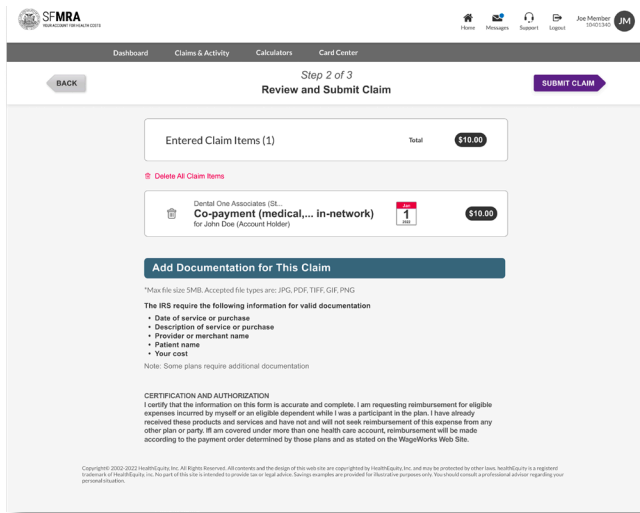 SFMRA
YOUR ACCOUNT FOR HEALTH COSTS
Home
Messages
Support
Logout
Joe Member
10401340
JM
Dashboard
Claims & Activity
Calculators
Card Center
BACK
Step 2 of 3
Review and Submit Claim
SUBMIT CLAIM
Entered Claim Items (1)
Total
$10.00
Delete All Claim Items
Dental One Associates (St...
Co-payment (medical,... in-network)
for John Doe (Account Holder)
Jan
1
2022
$10.00
Add Documentation for This Claim
*Max file size 5MB. Accepted file types are: JPG, PDF, TIFF, GIF, PNG
The IRS require the following information for valid documentation
• Date of service or purchase
• Description of service or purchase
• Provider or merchant name
• Patient name
• Your cost
Note: Some plans require additional documentation
CERTIFICATION AND AUTHORIZATION
I certify that the information on this form is accurate and complete. I am requesting reimbursement for eligible
expenses incurred by myself or an eligible dependent while I was a participant in the plan. I have already
received these products and services and have not and will not seek reimbursement of this expense from any
other plan or party. IfI am covered under more than one health care account, reimbursement will be made
according to the payment order determined by those plans and as stated on the WageWorks Web Site.
Copyright© 2002-2022 HealthEquity, Inc. All Rights Reserved. All contents and the design of this web site are copyrighted by HealthEquity, Inc. and may be protected by other laws. healthEquity is a registerd
trademark of HealthEquity, Inc. No part of this site is intended to provide tax or legal advice. Savings examples are provided for illustrative purposes only. You should consult a professional advisor regarding your
personal situation.